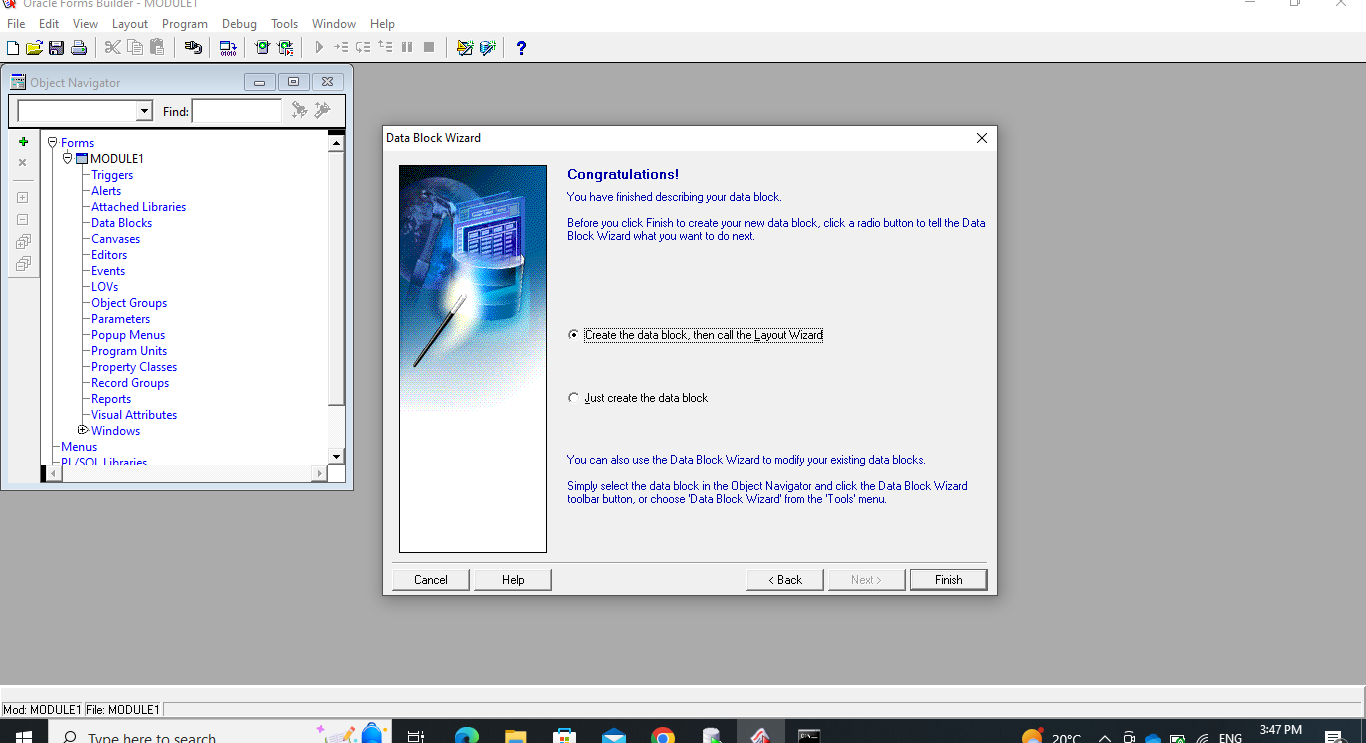 Oracle Forms Builder - MODULE1
File Edit View Layout Program Debug Tools Window Help
Object Navigator
Find:
Forms
MODULE1
Triggers
Alerts
Attached Libraries
Data Blocks
Canvases
Editors
Events
LOVs
Object Groups
Parameters
Popup Menus
Program Units
Property Classes
Record Groups
Reports
Visual Attributes
Windows
Menus
PL/SQL Libraries
Data Block Wizard
Congratulations!
You have finished describing your data block.
Before you click Finish to create your new data block, click a radio button to tell the Data
Block Wizard what you want to do next.
Create the data block, then call the Layout Wizard
Just create the data block
You can also use the Data Block Wizard to modify your existing data blocks.
Simply select the data block in the Object Navigator and click the Data Block Wizard
toolbar button, or choose 'Data Block Wizard' from the 'Tools' menu.
Cancel Help < Back Next > Finish
Mod: MODULE1 File: MODULE1
Type here to search
20°C
ENG
3:47 PM